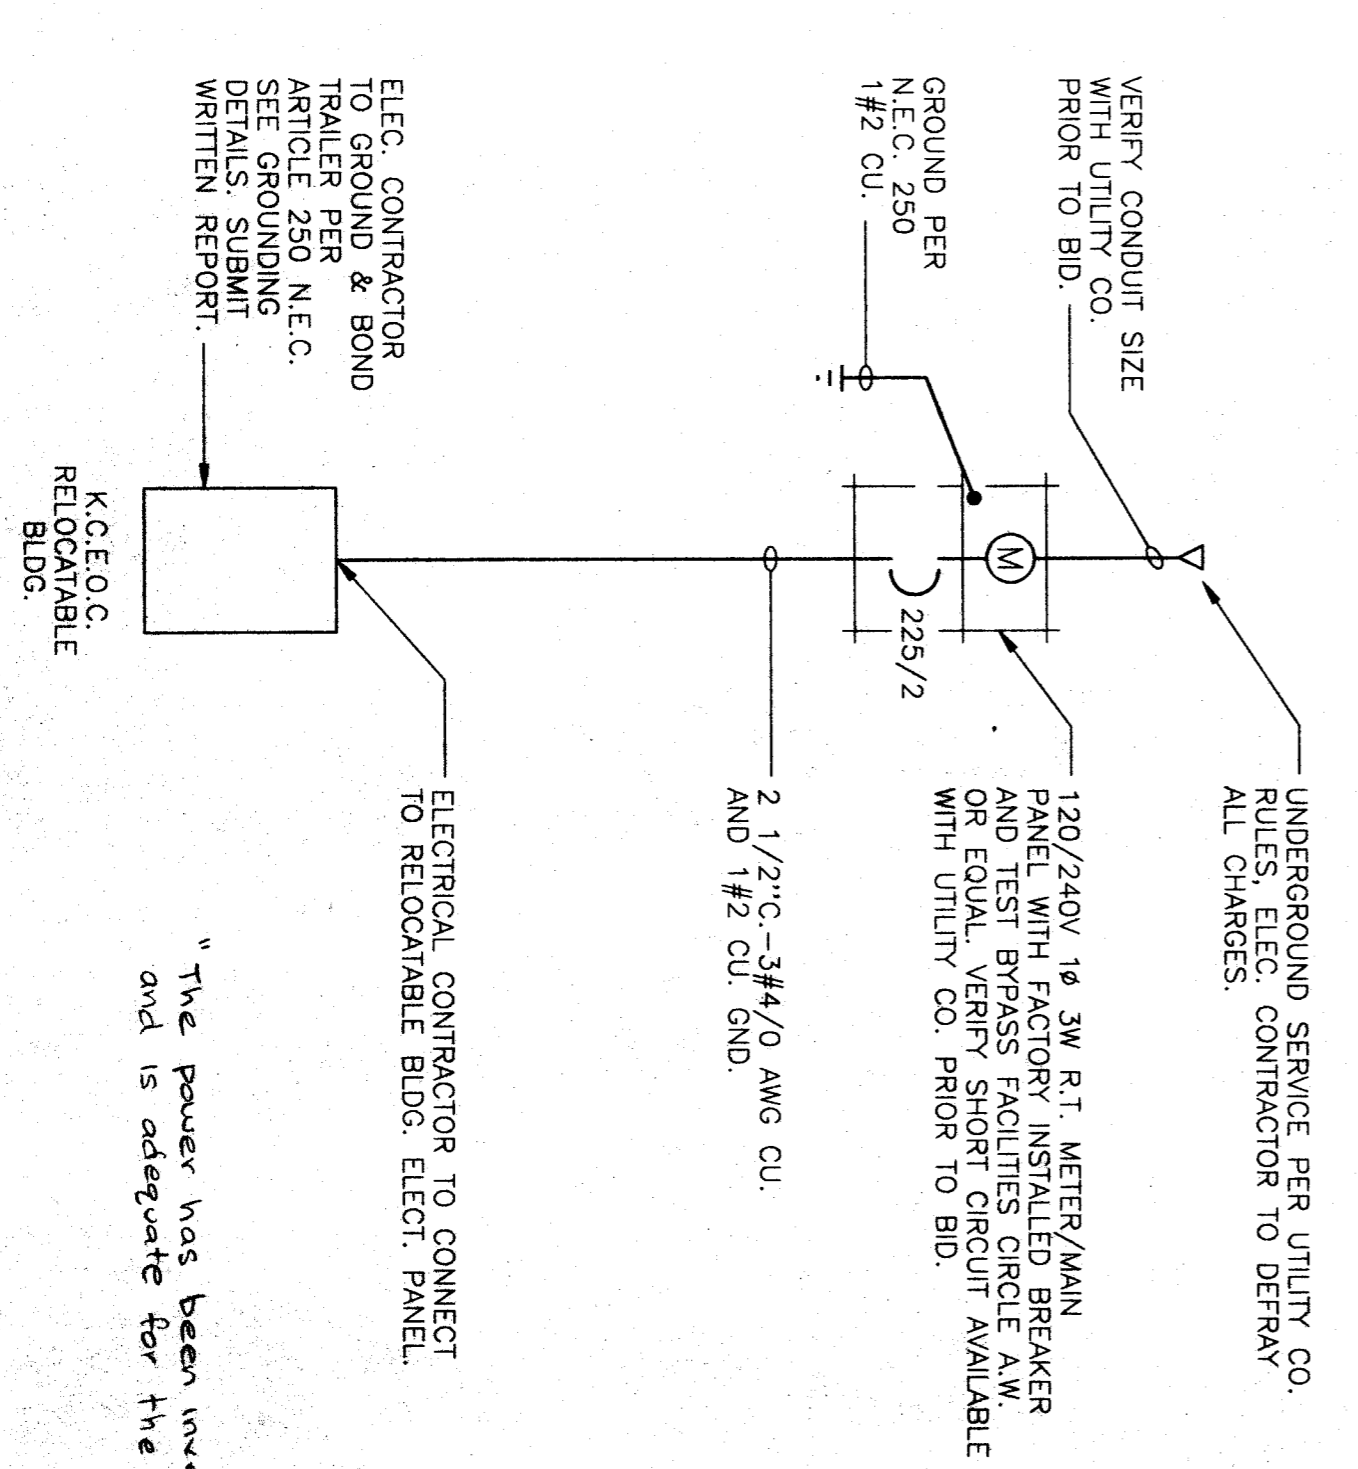 UNDERGROUND SERVICE PER UTILITY CO.
RULES, ELEC. CONTRACTOR TO DEFRAY
ALL CHARGES.
VERIFY CONDUIT SIZE
WITH UTILITY CO.
PRIOR TO BID.
120/240V 1ø 3W R.T. METER/MAIN
PANEL WITH FACTORY INSTALLED BREAKER
AND TEST BYPASS FACILITIES CIRCLE A.W.
OR EQUAL. VERIFY SHORT CIRCUIT AVAILABLE
WITH UTILITY CO. PRIOR TO BID.
M
GROUND PER
N.E.C. 250
1#2 CU.
225/2
2 1/2"C.-3#4/0 AWG CU.
AND 1#2 CU. GND.
ELECTRICAL CONTRACTOR TO CONNECT
TO RELOCATABLE BLDG. ELECT. PANEL.
ELEC. CONTRACTOR
TO GROUND & BOND
TRAILER PER
ARTICLE 250 N.E.C.
SEE GROUNDING
DETAILS. SUBMIT
WRITTEN REPORT.
K.C.E.O.C.
RELOCATABLE
BLDG.
"The power has been
and is adequate for the